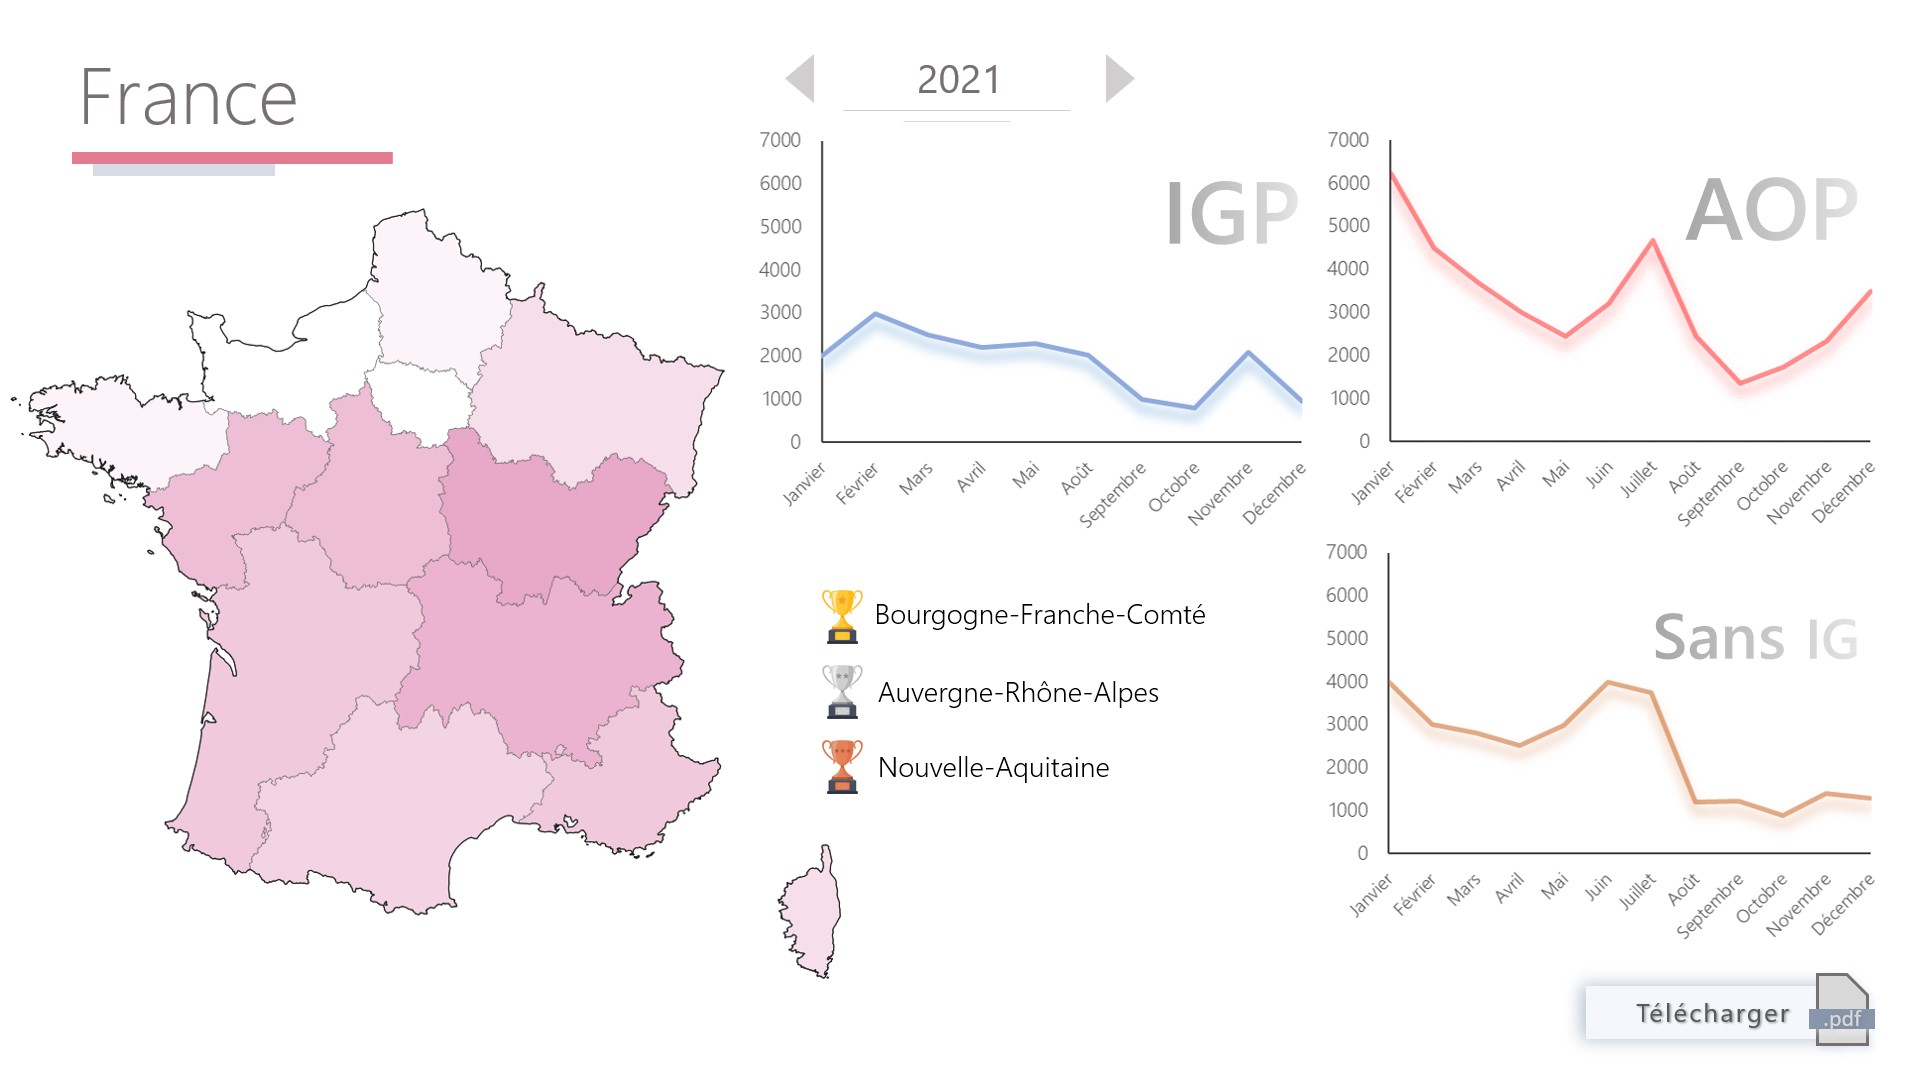 France
2021
7000
6000
5000
4000
3000
2000
1000
0
IGP
Janvier
Février
Mars
Avril
Mai
Août
Septembre
Octobre
Novembre
Décembre
7000
6000
5000
4000
3000
2000
1000
0
AOP
Janvier
Février
Mars
Avril
Mai
Juin
Juillet
Août
Septembre
Octobre
Novembre
Décembre
Bourgogne-Franche-Comté
Auvergne-Rhône-Alpes
Nouvelle-Aquitaine
7000
6000
5000
4000
3000
2000
1000
0
Sans IG
Janvier
Février
Mars
Avril
Mai
Juin
Juillet
Août
Septembre
Octobre
Novembre
Décembre
Télécharger
.pdf